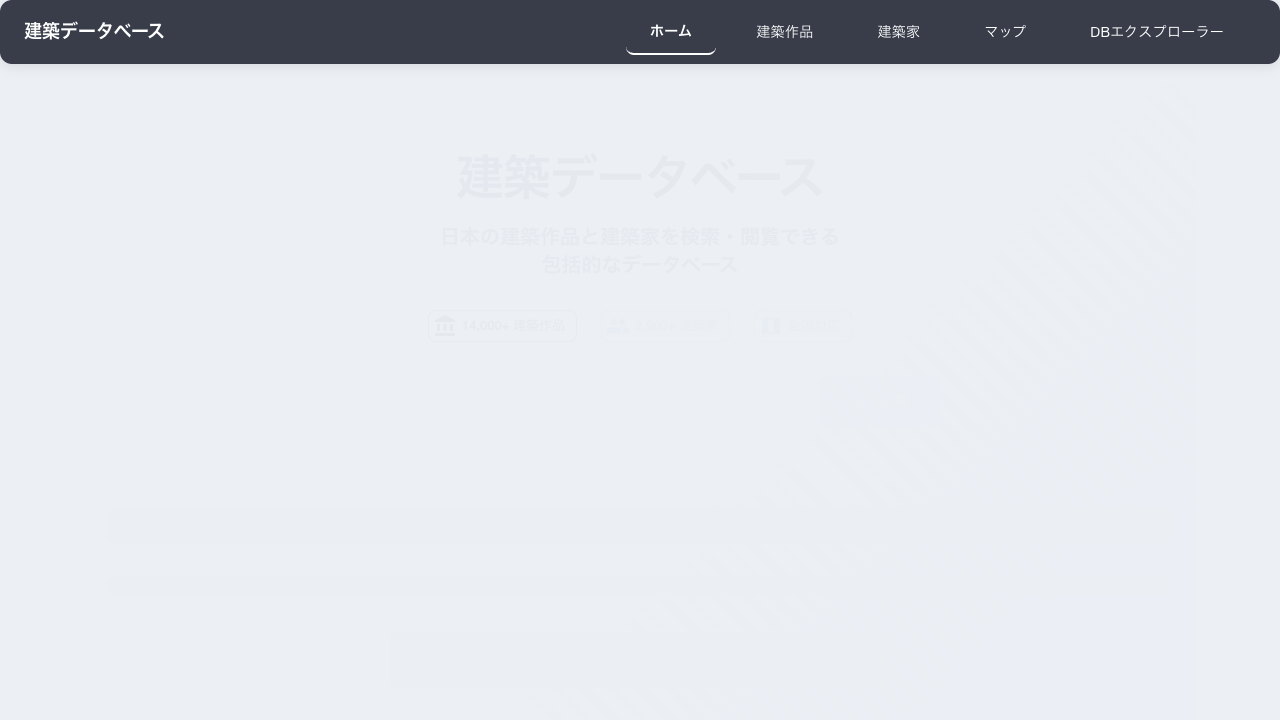 建築データベース
ホーム
建築作品
建築家
マップ
DBエクスプローラー
建築データベース
日本の建築作品と建築家を検索・閲覧できる
包括的なデータベース
14,000+ 建築作品